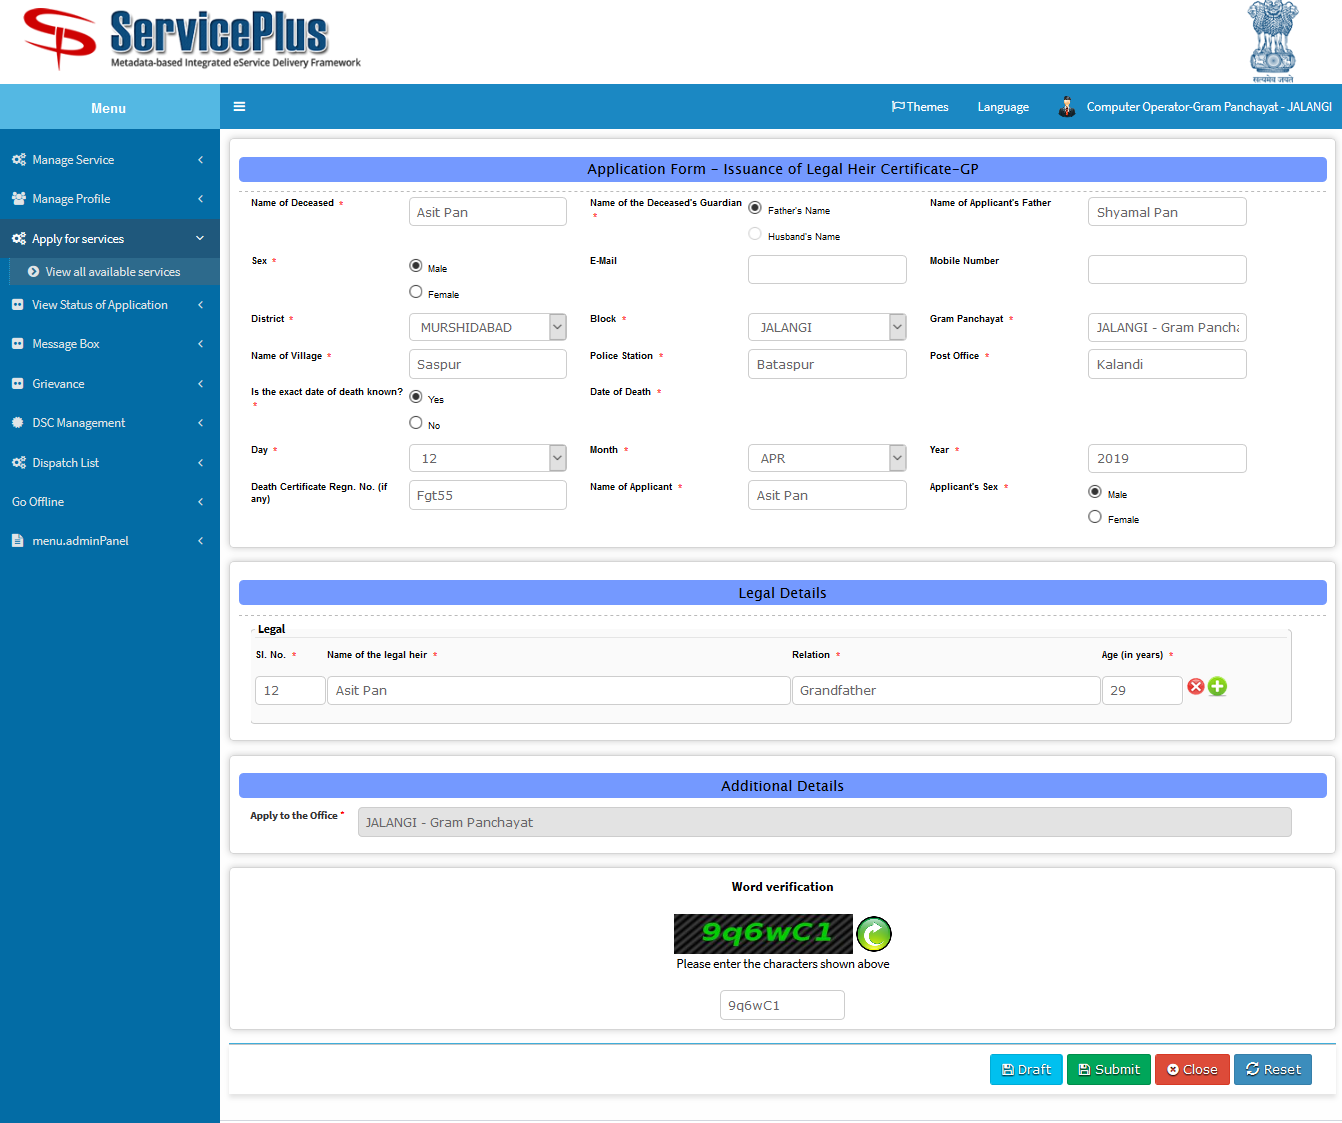 ServicePlus
Metadata-based Integrated eService Delivery Framework
सत्यमेव जयते
Menu
Themes
Language
Computer Operator-Gram Panchayat - JALANGI
Manage Service
Manage Profile
Apply for services
View all available services
View Status of Application
Message Box
Grievance
DSC Management
Dispatch List
Go Offline
menu.adminPanel
Application Form - Issuance of Legal Heir Certificate-GP
Name of Deceased *
Asit Pan
Name of the Deceased's Guardian *
Father's Name
Husband's Name
Name of Applicant's Father
Shyamal Pan
Sex *
Male
Female
E-Mail
Mobile Number
District *
MURSHIDABAD
Block *
JALANGI
Gram Panchayat *
JALANGI - Gram Pancha
Name of Village *
Saspur
Police Station *
Bataspur
Post Office *
Kalandi
Is the exact date of death known? *
Yes
No
Date of Death *
Day *
12
Month *
APR
Year *
2019
Death Certificate Regn. No. (if
any)
Fgt55
Name of Applicant *
Asit Pan
Applicant's Sex *
Male
Female
Legal Details
Legal
Sl. No. * Name of the legal heir * Relation * Age (in years) *
12 Asit Pan Grandfather 29
Additional Details
Apply to the Office *
JALANGI - Gram Panchayat
Word verification
9q6wC1
Please enter the characters shown above
9q6wC1
Draft Submit Close Reset